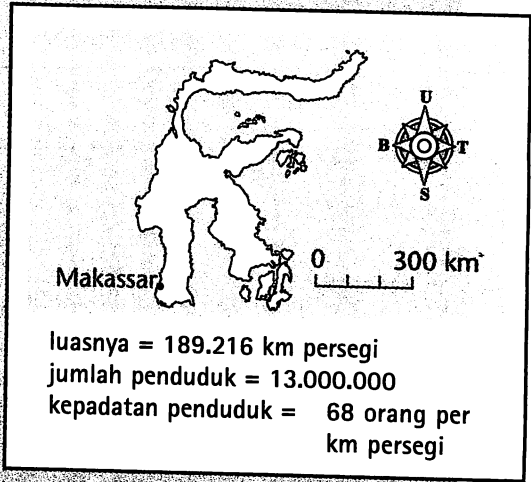 U
B T
S
0 300 km
Makassar
luasnya = 189.216 km persegi
jumlah penduduk = 13.000.000
kepadatan penduduk = 68 orang per
km persegi